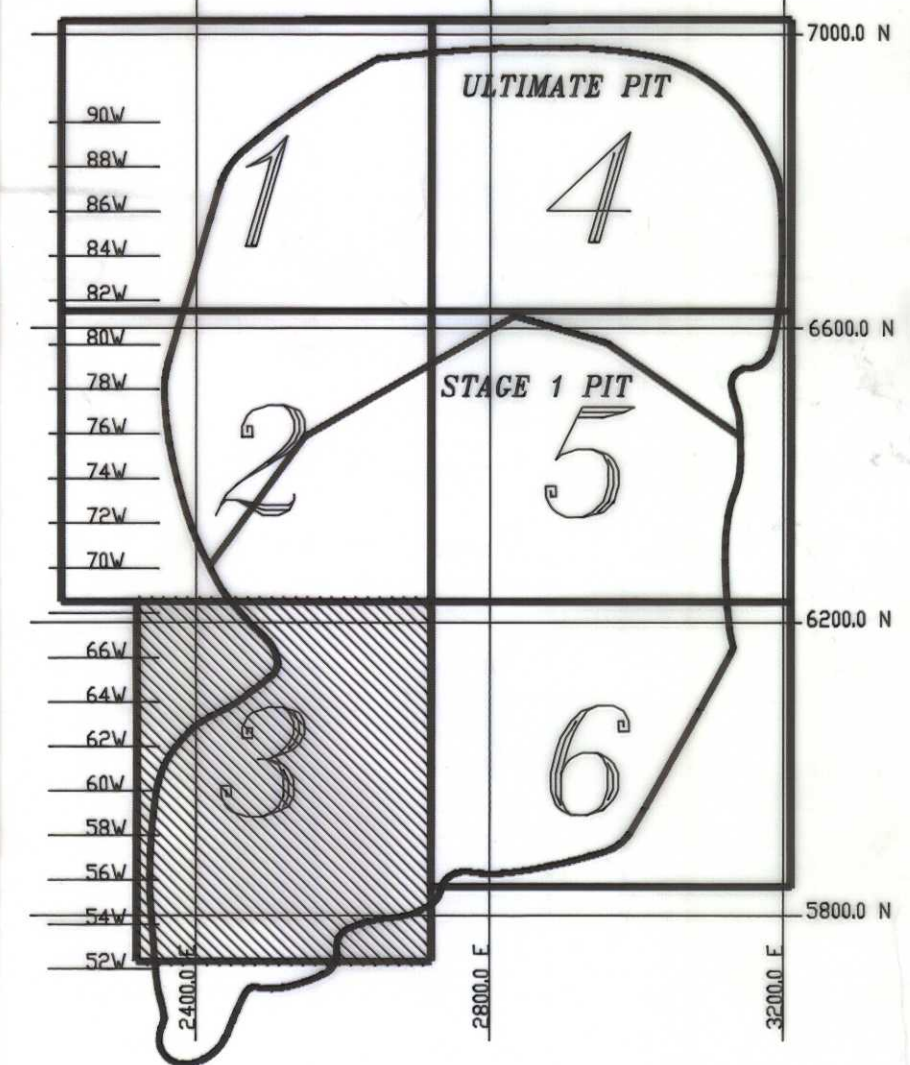 7000.0 N
ULTIMATE PIT
90W
88W
1
4
86W
84W
82W
6600.0 N
80W
78W
STAGE 1 PIT
76W
2
5
74W
72W
70W
6200.0 N
66W
64W
3
6
62W
60W
58W
56W
54W
5800.0 N
52W
2400.0 E
2800.0 E
3200.0 E